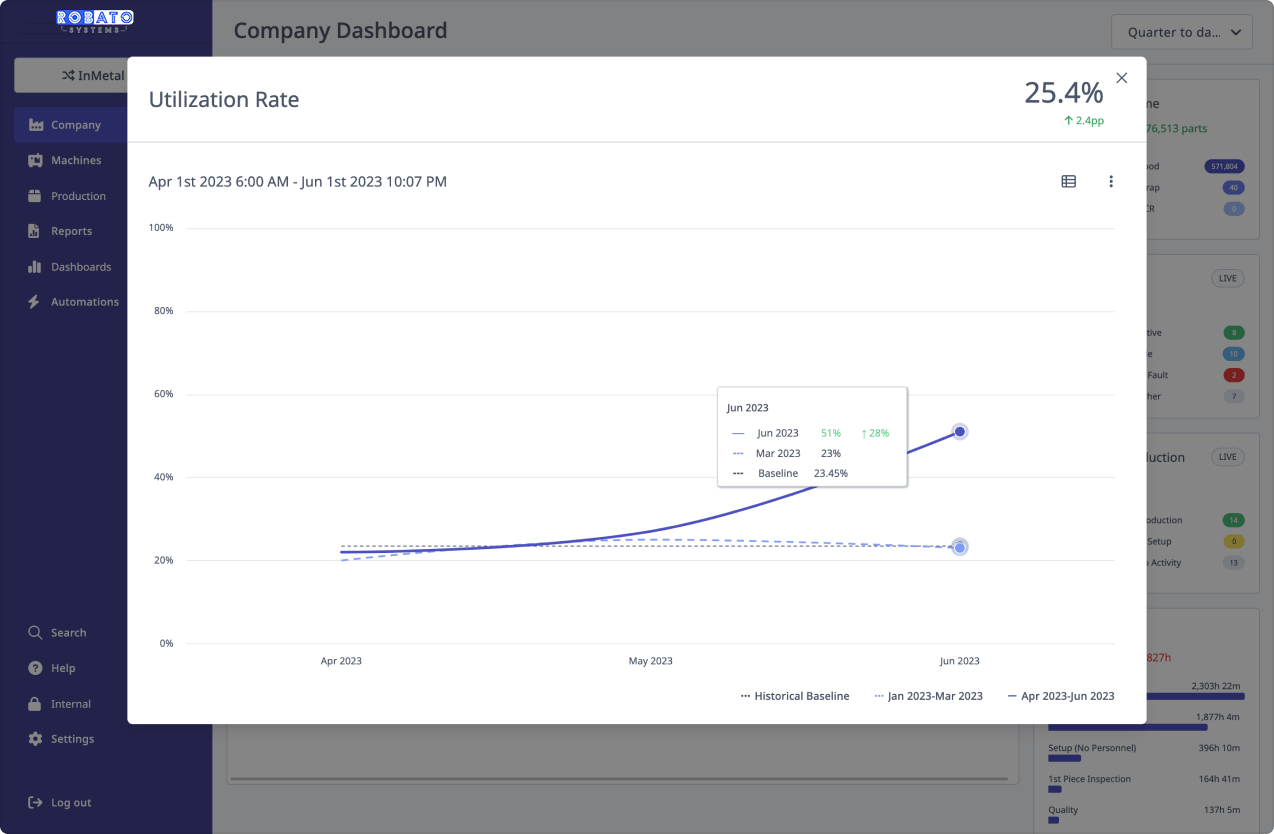 ROBATO
SYSTEMS
Company Dashboard
Quarter to da...
InMetal
Company
Machines
Production
Reports
Dashboards
Automations
Search
Help
Internal
Settings
Log out
Utilization Rate
25.4%
↑ 2.4pp
Apr 1st 2023 6:00 AM - Jun 1st 2023 10:07 PM
100%
80%
60%
40%
20%
0%
Jun 2023
Jun 2023 51% ↑ 28%
Mar 2023 23%
Baseline 23.45%
Apr 2023 May 2023 Jun 2023
Historical Baseline Jan 2023-Mar 2023 Apr 2023-Jun 2023
me
76,513 parts
ood 571,804
rap 40
CR 0
LIVE
tive 8
e 10
Fault 2
her 7
uction LIVE
oduction 14
Setup 0
Activity 13
827h
2,303h 22m
1,877h 4m
Setup (No Personnel) 396h 10m
1st Piece Inspection 164h 41m
Quality 137h 5m